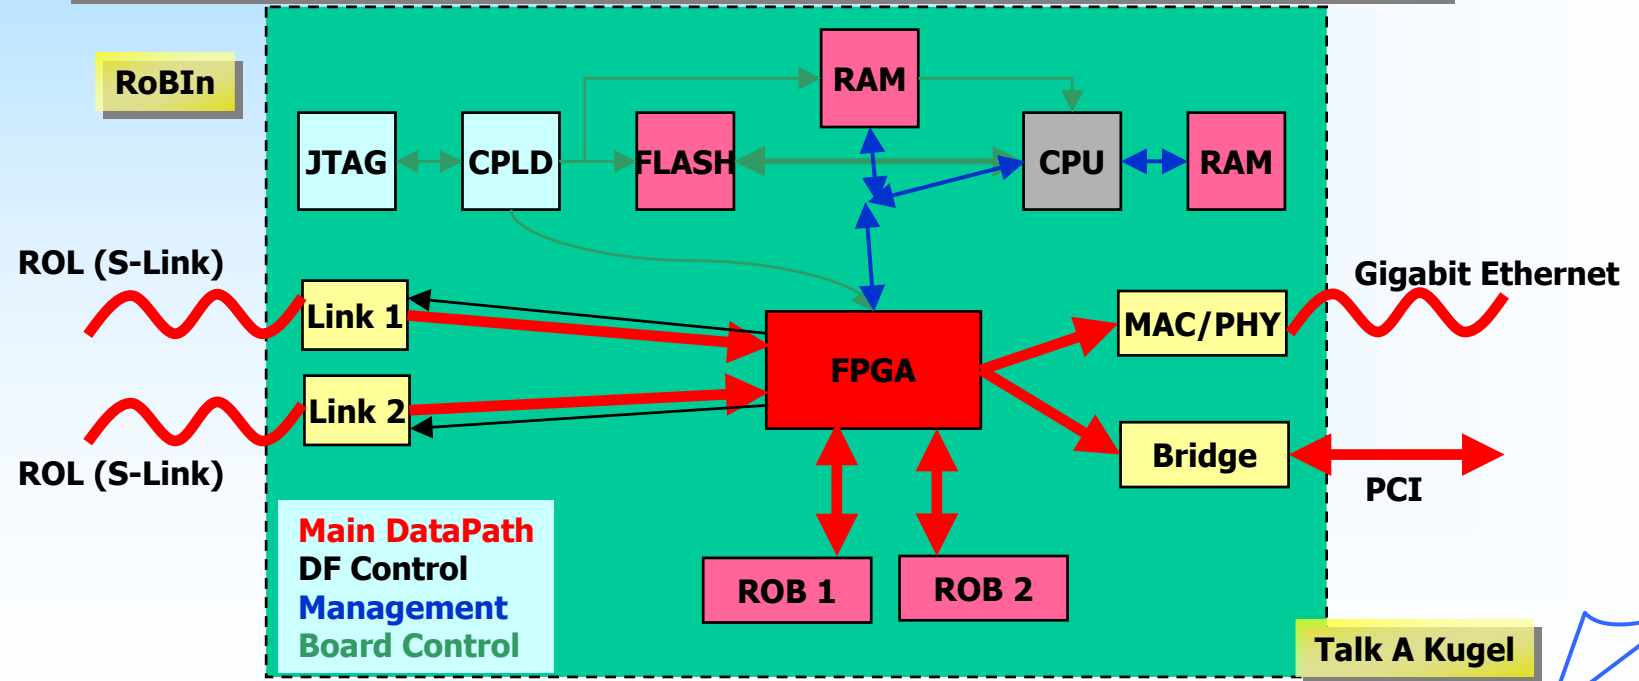 RoBIn
RAM
JTAG
CPLD
FLASH
CPU
RAM
ROL (S-Link)
Gigabit Ethernet
Link 1
MAC/PHY
FPGA
Link 2
Bridge
ROL (S-Link)
PCI
Main DataPath
DF Control
Management
Board Control
ROB 1
ROB 2
Talk A Kugel